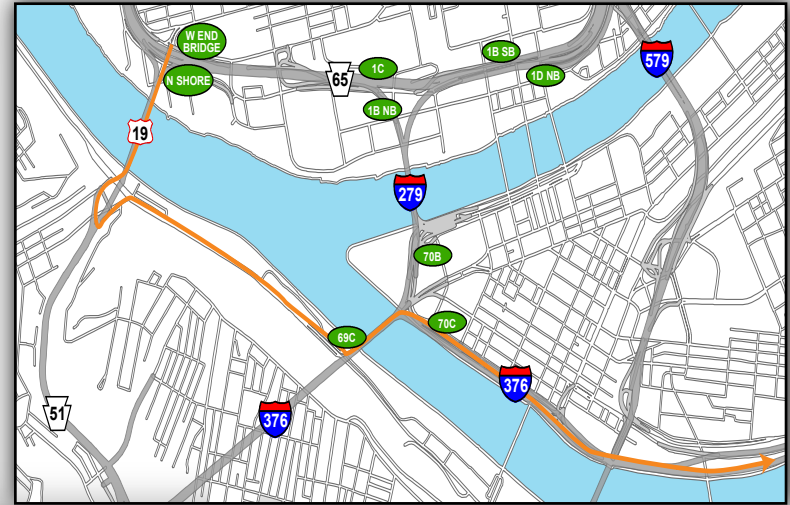 W END
BRIDGE
N SHORE
1C
65
1B SB
1D NB
579
1B NB
19
279
70B
70C
69C
376
376
51